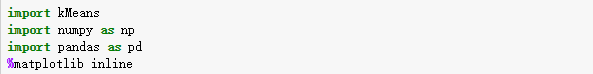 import kMeans
import numpy as np
import pandas as pd
%matplotlib inline